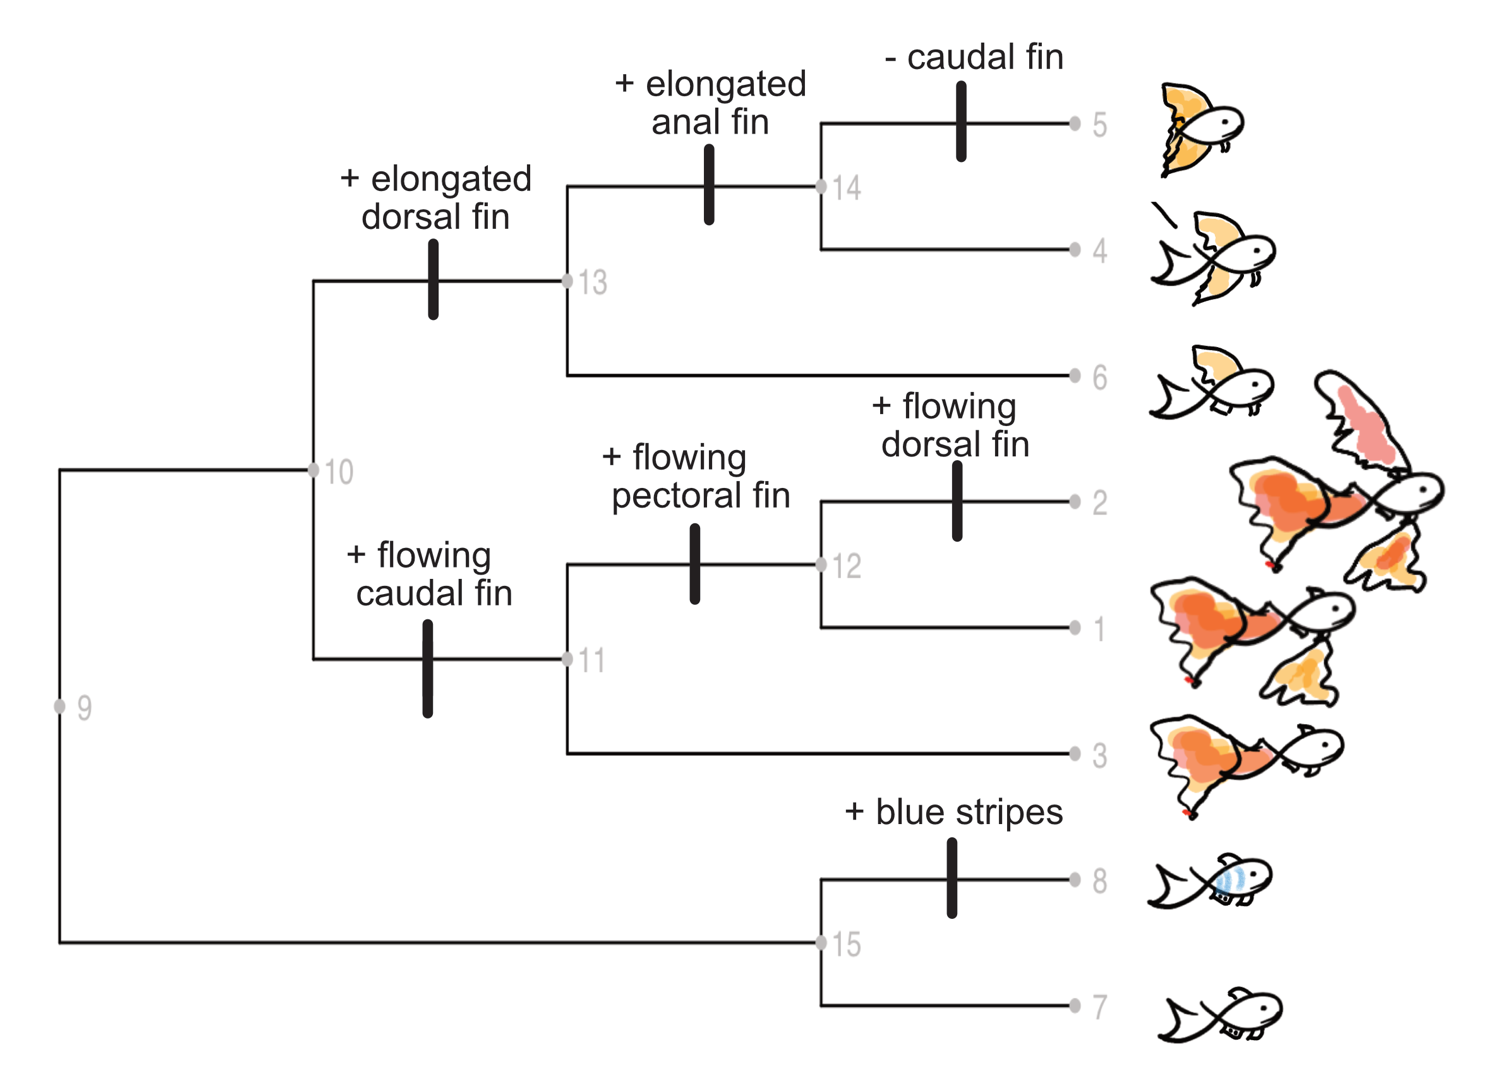 - caudal fin
+ elongated
anal fin
5
+ elongated
dorsal fin
14
4
13
6
+ flowing
dorsal fin
+ flowing
pectoral fin
10
2
+ flowing
caudal fin
12
1
11
9
3
+ blue stripes
8
15
7